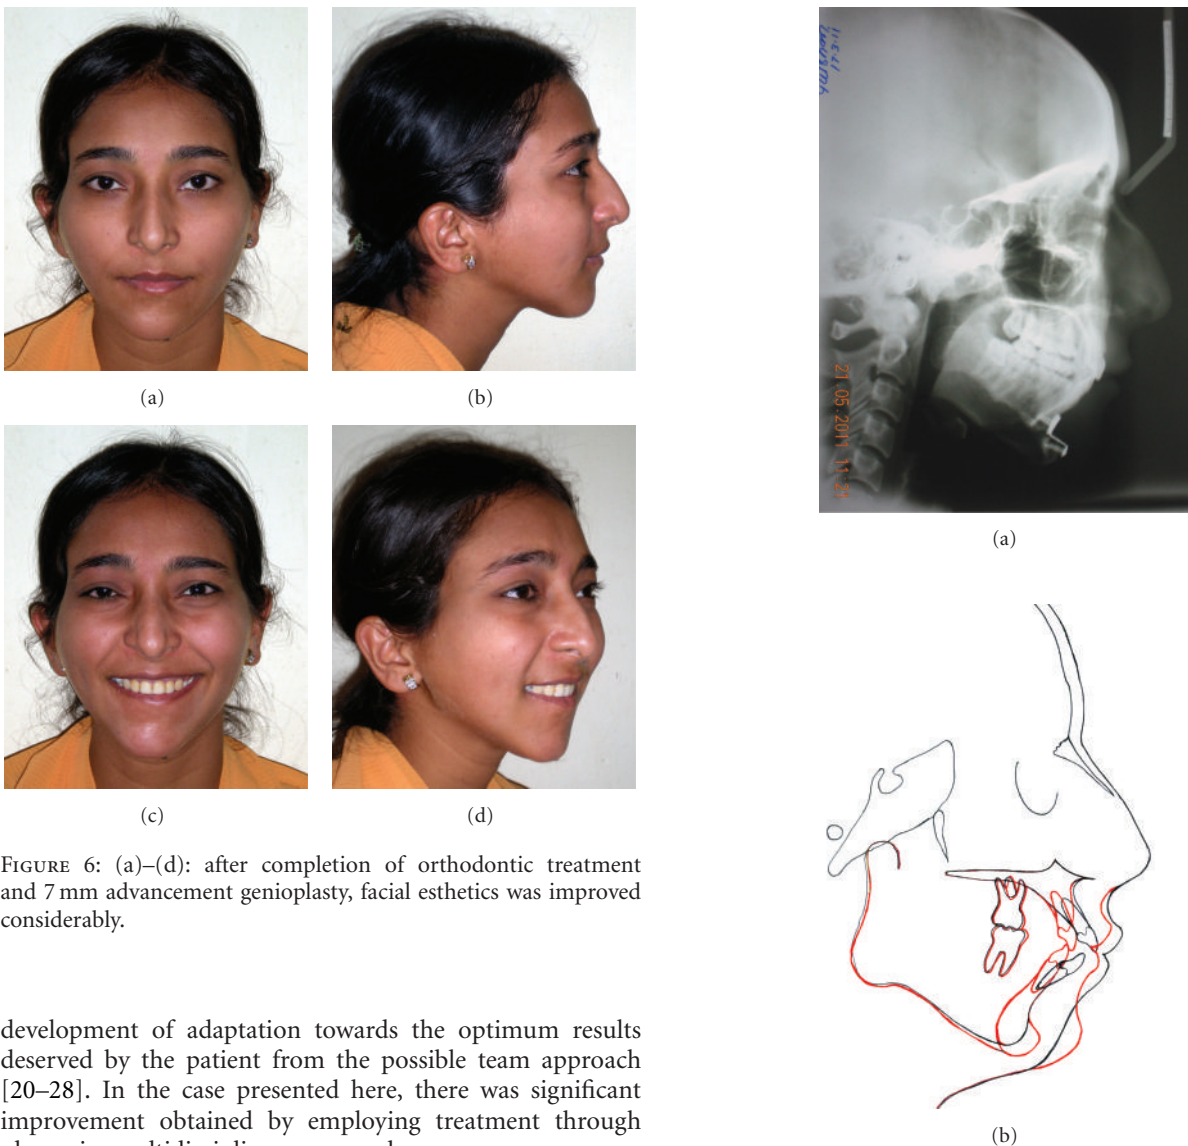 (a)
(b)
(c)
(d)
FIGURE 6: (a)–(d): after completion of orthodontic treatment
and 7 mm advancement genioplasty, facial esthetics was improved
considerably.
development of adaptation towards the optimum results
deserved by the patient from the possible team approach
[20–28]. In the case presented here, there was significant
improvement obtained by employing treatment through
21.05.2011 11:21
(a)
(b)